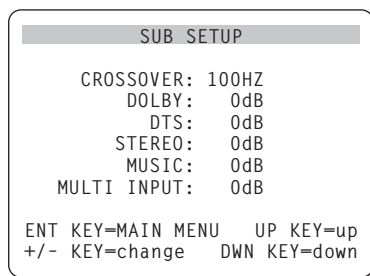 SUB SETUP
CROSSOVER: 100HZ
DOLBY: 0dB
DTS: 0dB
STEREO: 0dB
MUSIC: 0dB
MULTI INPUT: 0dB
ENT KEY=MAIN MENU UP KEY=up
+/- KEY=change DWN KEY=down